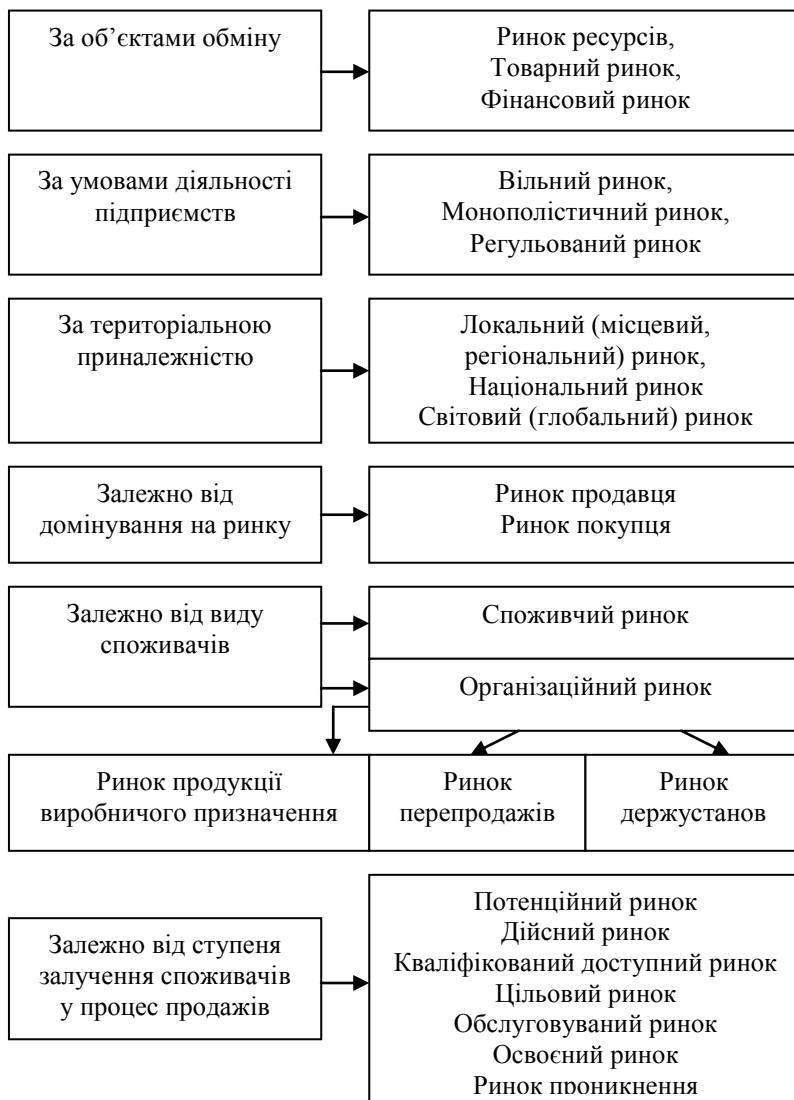 За об’єктами обміну
Ринок ресурсів,
Товарний ринок,
Фінансовий ринок
За умовами діяльності
підприємств
Вільний ринок,
Монополістичний ринок,
Регульований ринок
За територіальною
приналежністю
Локальний (місцевий,
регіональний) ринок,
Національний ринок
Світовий (глобальний) ринок
Залежно від
домінування на ринку
Ринок продавця
Ринок покупця
Залежно від виду
споживачів
Споживчий ринок
Організаційний ринок
Ринок продукції
виробничого призначення
Ринок
перепродажів
Ринок
держустанов
Залежно від ступеня
залучення споживачів
у процес продажів
Потенційний ринок
Дійсний ринок
Кваліфікований доступний ринок
Цільовий ринок
Обслуговуваний ринок
Освоєний ринок
Ринок проникнення